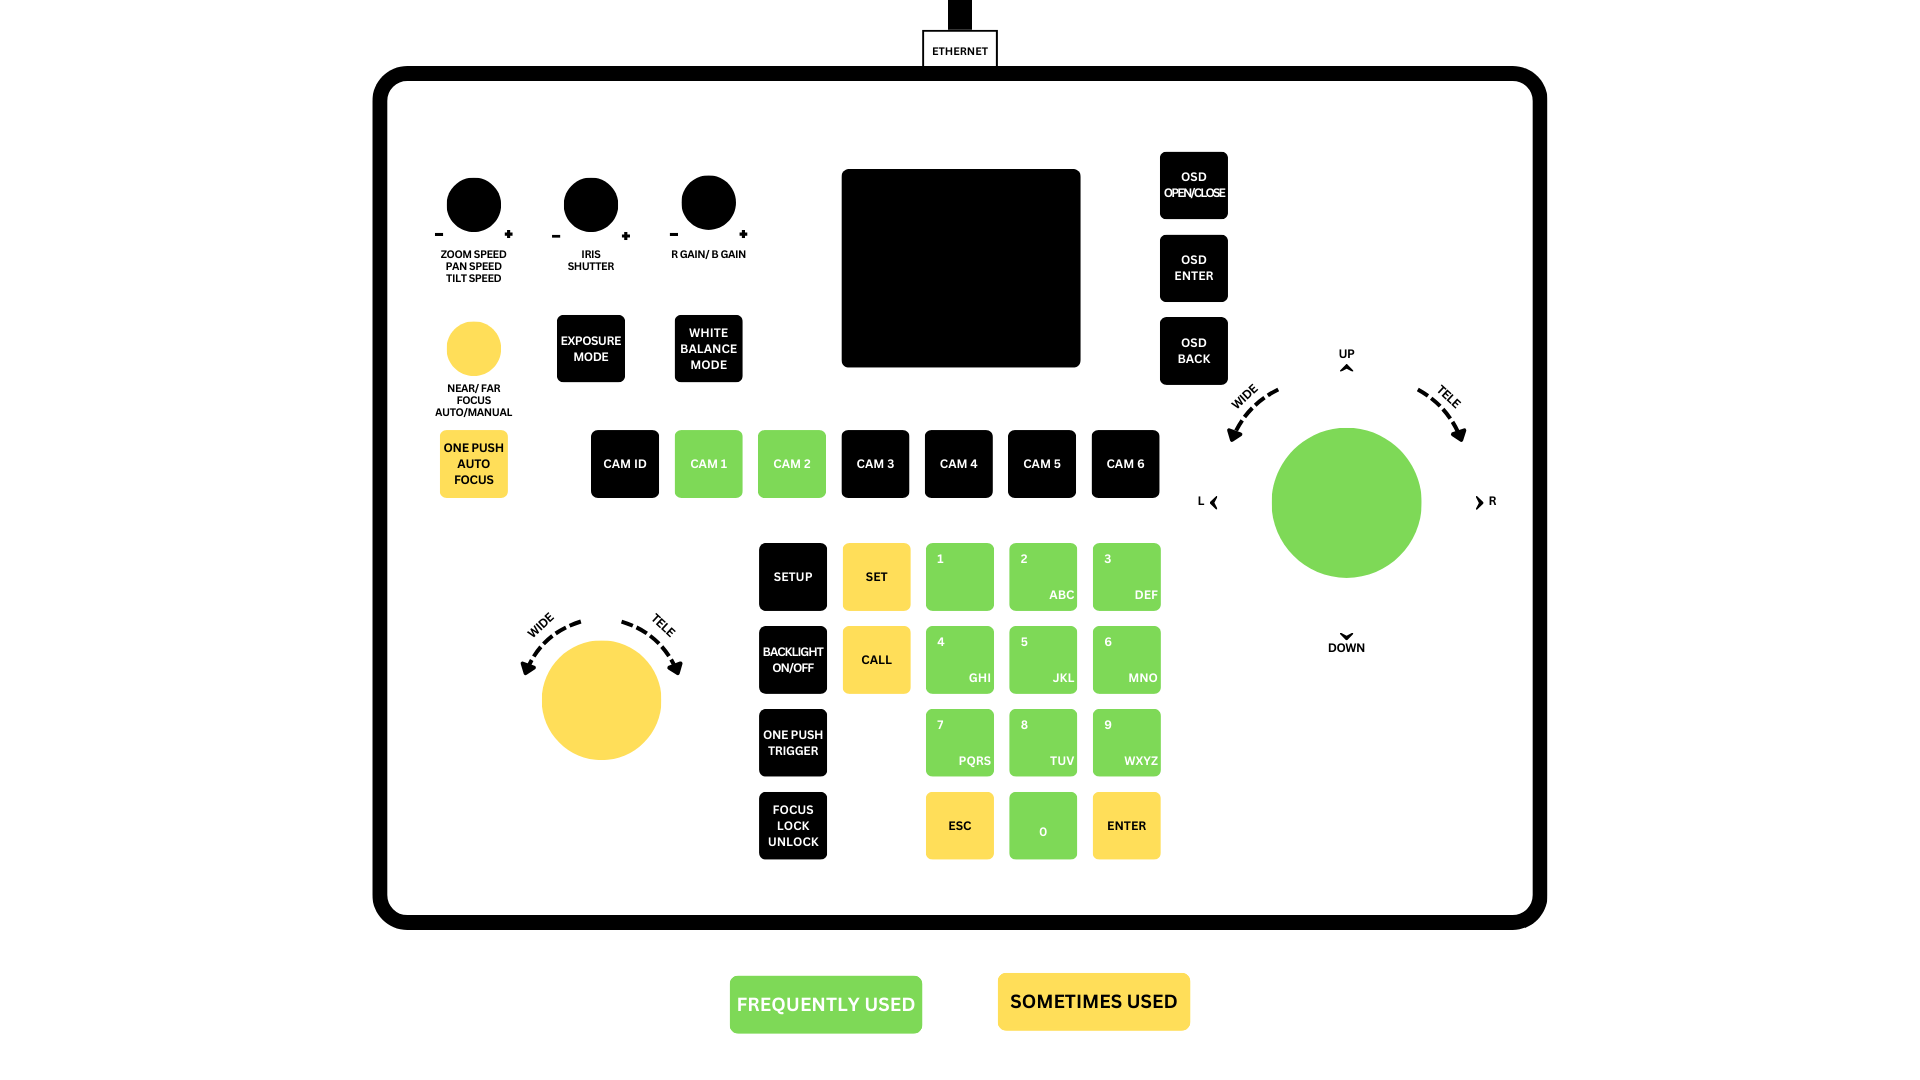 ETHERNET
ZOOM SPEED
PAN SPEED
TILT SPEED
IRIS
SHUTTER
R GAIN/ B GAIN
OSD
OPEN/CLOSE
OSD
ENTER
OSD
BACK
NEAR/ FAR
FOCUS
AUTO/MANUAL
EXPOSURE
MODE
WHITE
BALANCE
MODE
ONE PUSH
AUTO
FOCUS
CAM ID
CAM 1
CAM 2
CAM 3
CAM 4
CAM 5
CAM 6
UP
WIDE
TELE
L
R
DOWN
WIDE
TELE
SETUP
SET
1
2
ABC
3
DEF
BACKLIGHT
ON/OFF
CALL
4
GHI
5
JKL
6
MNO
ONE PUSH
TRIGGER
7
PQRS
8
TUV
9
WXYZ
FOCUS
LOCK
UNLOCK
ESC
0
ENTER
FREQUENTLY USED
SOMETIMES USED